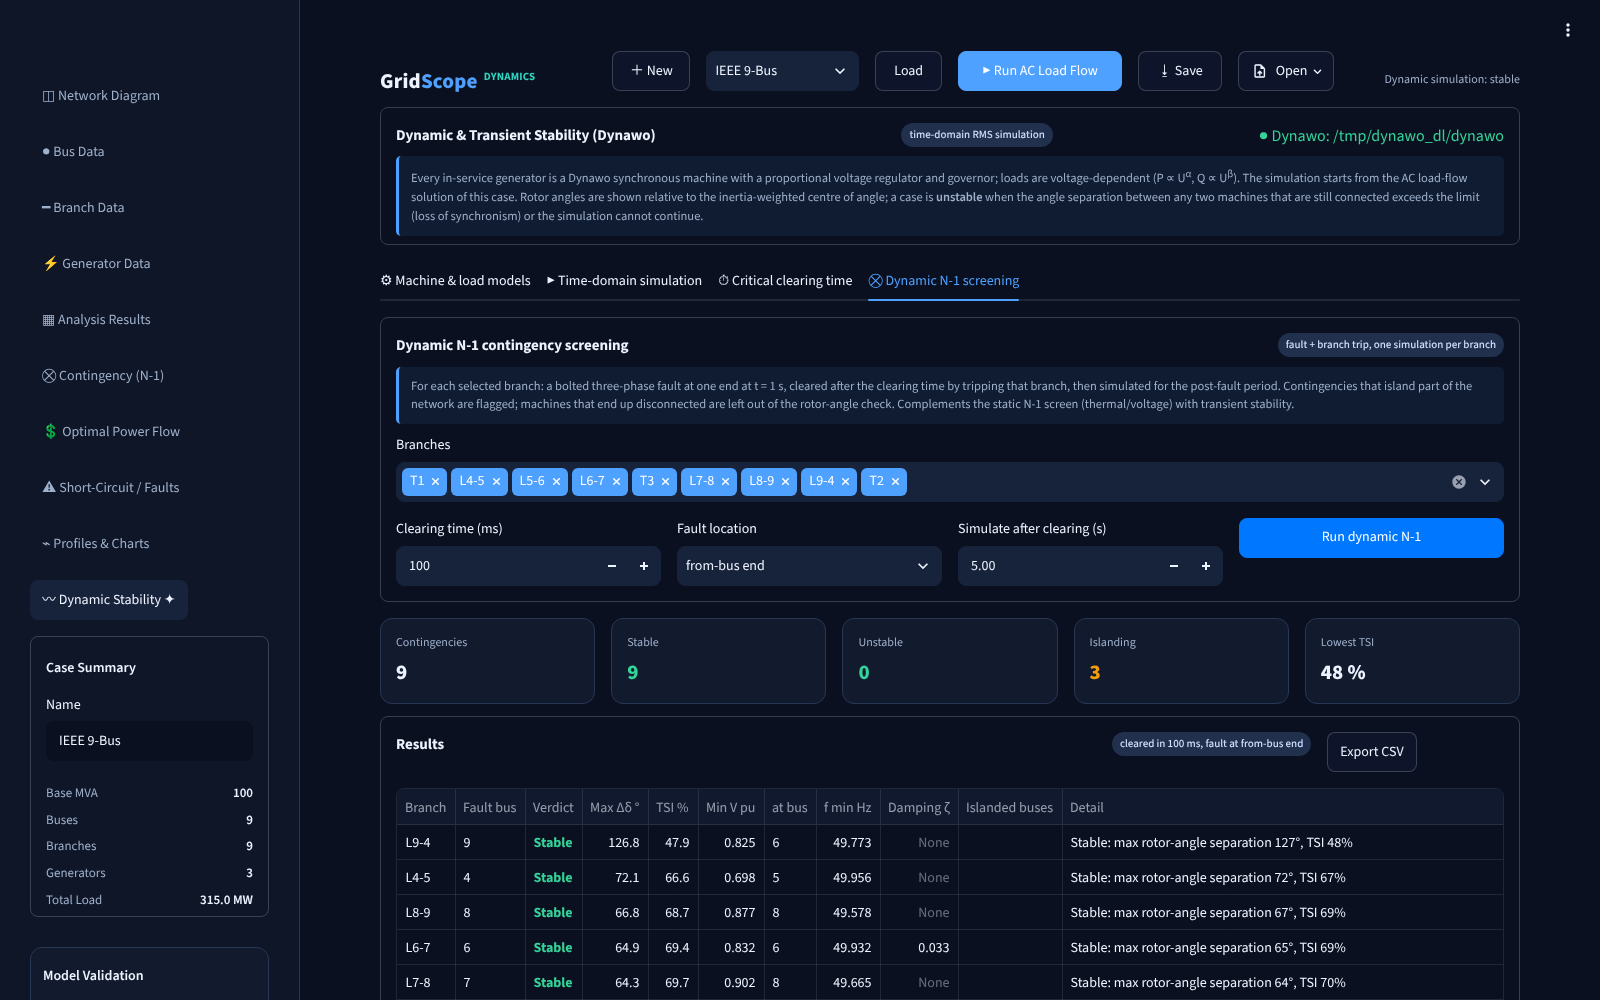 Network Diagram
Bus Data
Branch Data
Generator Data
Analysis Results
Contingency (N-1)
Optimal Power Flow
Short-Circuit / Faults
Profiles & Charts
Dynamic Stability ✦
Case Summary
Name
IEEE 9-Bus
Base MVA 100
Buses 9
Branches 9
Generators 3
Total Load 315.0 MW
Model Validation
GridScope DYNAMICS
+ New
IEEE 9-Bus
Load
Run AC Load Flow
Save
Open
Dynamic simulation: stable
Dynamic & Transient Stability (Dynawo)
time-domain RMS simulation
● Dynawo: /tmp/dynawo_dl/dynawo
Every in-service generator is a Dynawo synchronous machine with a proportional voltage regulator and governor; loads are voltage-dependent (P ∝ U^α, Q ∝ U^β). The simulation starts from the AC load-flow
solution of this case. Rotor angles are shown relative to the inertia-weighted centre of angle; a case is unstable when the angle separation between any two machines that are still connected exceeds the limit
(loss of synchronism) or the simulation cannot continue.
Machine & load models
Time-domain simulation
Critical clearing time
Dynamic N-1 screening
Dynamic N-1 contingency screening
fault + branch trip, one simulation per branch
For each selected branch: a bolted three-phase fault at one end at t = 1 s, cleared after the clearing time by tripping that branch, then simulated for the post-fault period. Contingencies that island part of the
network are flagged; machines that end up disconnected are left out of the rotor-angle check. Complements the static N-1 screen (thermal/voltage) with transient stability.
Branches
T1 L4-5 L5-6 L6-7 T3 L7-8 L8-9 L9-4 T2
Clearing time (ms)
100
Fault location
from-bus end
Simulate after clearing (s)
5.00
Run dynamic N-1
Contingencies
9
Stable
9
Unstable
0
Islanding
3
Lowest TSI
48 %
Results
cleared in 100 ms, fault at from-bus end
Export CSV
Branch Fault bus Verdict Max Δδ ° TSI % Min V pu at bus f min Hz Damping ζ Islanded buses Detail
L9-4 9 Stable 126.8 47.9 0.825 6 49.773 None Stable: max rotor-angle separation 127°, TSI 48%
L4-5 4 Stable 72.1 66.6 0.698 5 49.956 None Stable: max rotor-angle separation 72°, TSI 67%
L8-9 8 Stable 66.8 68.7 0.877 8 49.578 None Stable: max rotor-angle separation 67°, TSI 69%
L6-7 6 Stable 64.9 69.4 0.832 6 49.932 0.033 Stable: max rotor-angle separation 65°, TSI 69%
L7-8 7 Stable 64.3 69.7 0.902 8 49.665 None Stable: max rotor-angle separation 64°, TSI 70%